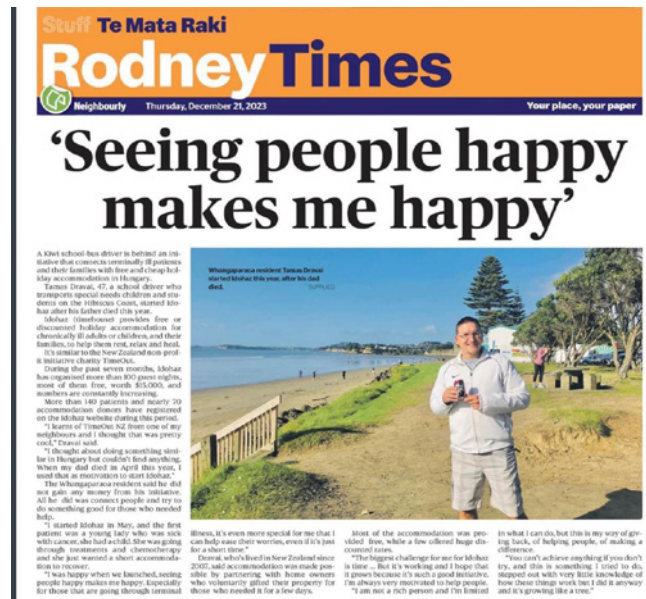 Stuff Te Mata Raki
Rodney Times
Neighbourly Thursday, December 21, 2023 Your place, your paper
‘Seeing people happy
makes me happy’
A Kiwi school-bus driver is behind an ini-
tiative that connects terminally ill patients
and their families with free and cheap hol-
iday accommodation in Hungary.
Tamas Dravai, 47, a school driver who
transports special needs children and stu-
dents on the Hibiscus Coast, started Ido-
haz after his father died this year.
Idohaz (timehouse) provides free or
discounted holiday accommodation for
chronically ill adults or children, and their
families, to help them rest, relax and heal.
It's similar to the New Zealand non-prof-
it initiative charity TimeOut.
During the past seven months, Idohaz
has organised more than 100 guest nights,
most of them free, worth $15,000, and
numbers are constantly increasing.
More than 140 patients and nearly 70
accommodation donors have registered
on the Idohaz website during this period.
"I learnt of TimeOut NZ from one of my
neighbours and I thought that was pretty
cool," Dravai said.
"I thought about doing something simi-
lar in Hungary but couldn't find anything.
When my dad died in April this year, I
used that as motivation to start Idohaz."
The Whangaparaoa resident said he did
not gain any money from his initiative.
All he did was connect people and try to
do something good for those who needed
help.
"I started Idohaz in May, and the first
patient was a young lady who was sick
with cancer, she had a child. She was going
through treatments and chemotherapy
and she just wanted a short accommoda-
tion to recover.
"I was happy when we launched, seeing
people happy makes me happy. Especially
for those that are going through terminal
Whangaparaoa resident Tamas Dravai
started Idohaz this year, after his dad
died. SUPPLIED
illness, it's even more special for me that I
can help ease their worries, even if it's just
for a short time."
Dravai, who's lived in New Zealand since
2007, said accommodation was made pos-
sible by partnering with home owners
who voluntarily gifted their property for
those who needed it for a few days.
Most of the accommodation was pro-
vided free, while a few offered huge dis-
counted rates.
"The biggest challenge for me for Idohaz
is time ... But it's working and I hope that
it grows because it's such a good initiative.
I'm always very motivated to help people.
"I am not a rich person and I'm limited
in what I can do, but this is my way of giv-
ing back, of helping people, of making a
difference.
"You can't achieve anything if you don't
try, and this is something I tried to do,
stepped out with very little knowledge of
how these things work but I did it anyway
and it's growing like a tree."